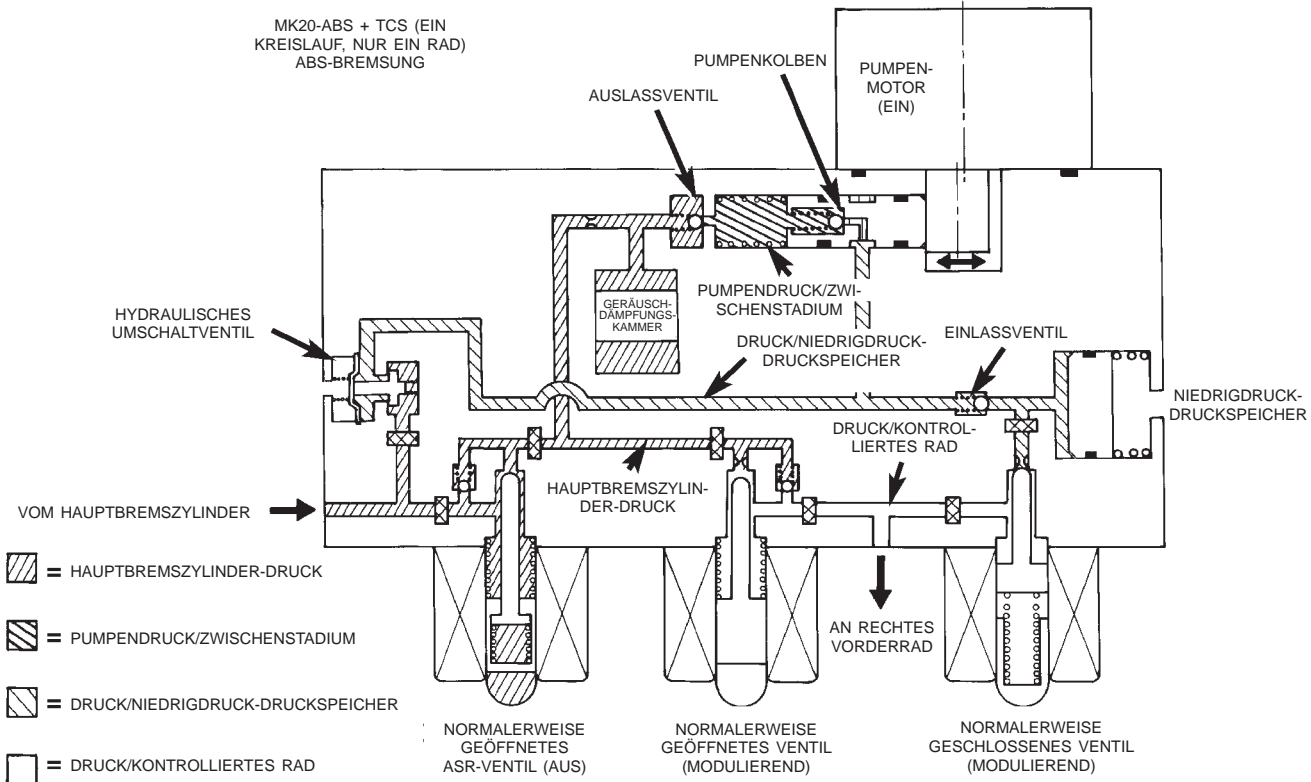 MK20-ABS + TCS (EIN
KREISLAUF, NUR EIN RAD)
ABS-BREMSUNG
PUMPENKOLBEN
PUMPEN-
MOTOR
(EIN)
AUSLASSVENTIL
HYDRAULISCHES
UMSCHALTVENTIL
GERÄUSCH-
DÄMPFUNGS-
KAMMER
PUMPENDRUCK/ZWI-
SCHENSTADIUM
DRUCK/NIEDRIGDRUCK-
DRUCKSPEICHER
EINLASSVENTIL
NIEDRIGDRUCK-
DRUCKSPEICHER
DRUCK/KONTROL-
LIERTES RAD
HAUPTBREMSZYLIN-
DER-DRUCK
VOM HAUPTBREMSZYLINDER
= HAUPTBREMSZYLINDER-DRUCK
= PUMPENDRUCK/ZWISCHENSTADIUM
= DRUCK/NIEDRIGDRUCK-DRUCKSPEICHER
= DRUCK/KONTROLLIERTES RAD
AN RECHTES
VORDERRAD
NORMALERWEISE
GEÖFFNETES
ASR-VENTIL (AUS)
NORMALERWEISE
GEÖFFNETES VENTIL
(MODULIEREND)
NORMALERWEISE
GESCHLOSSENES VENTIL
(MODULIEREND)